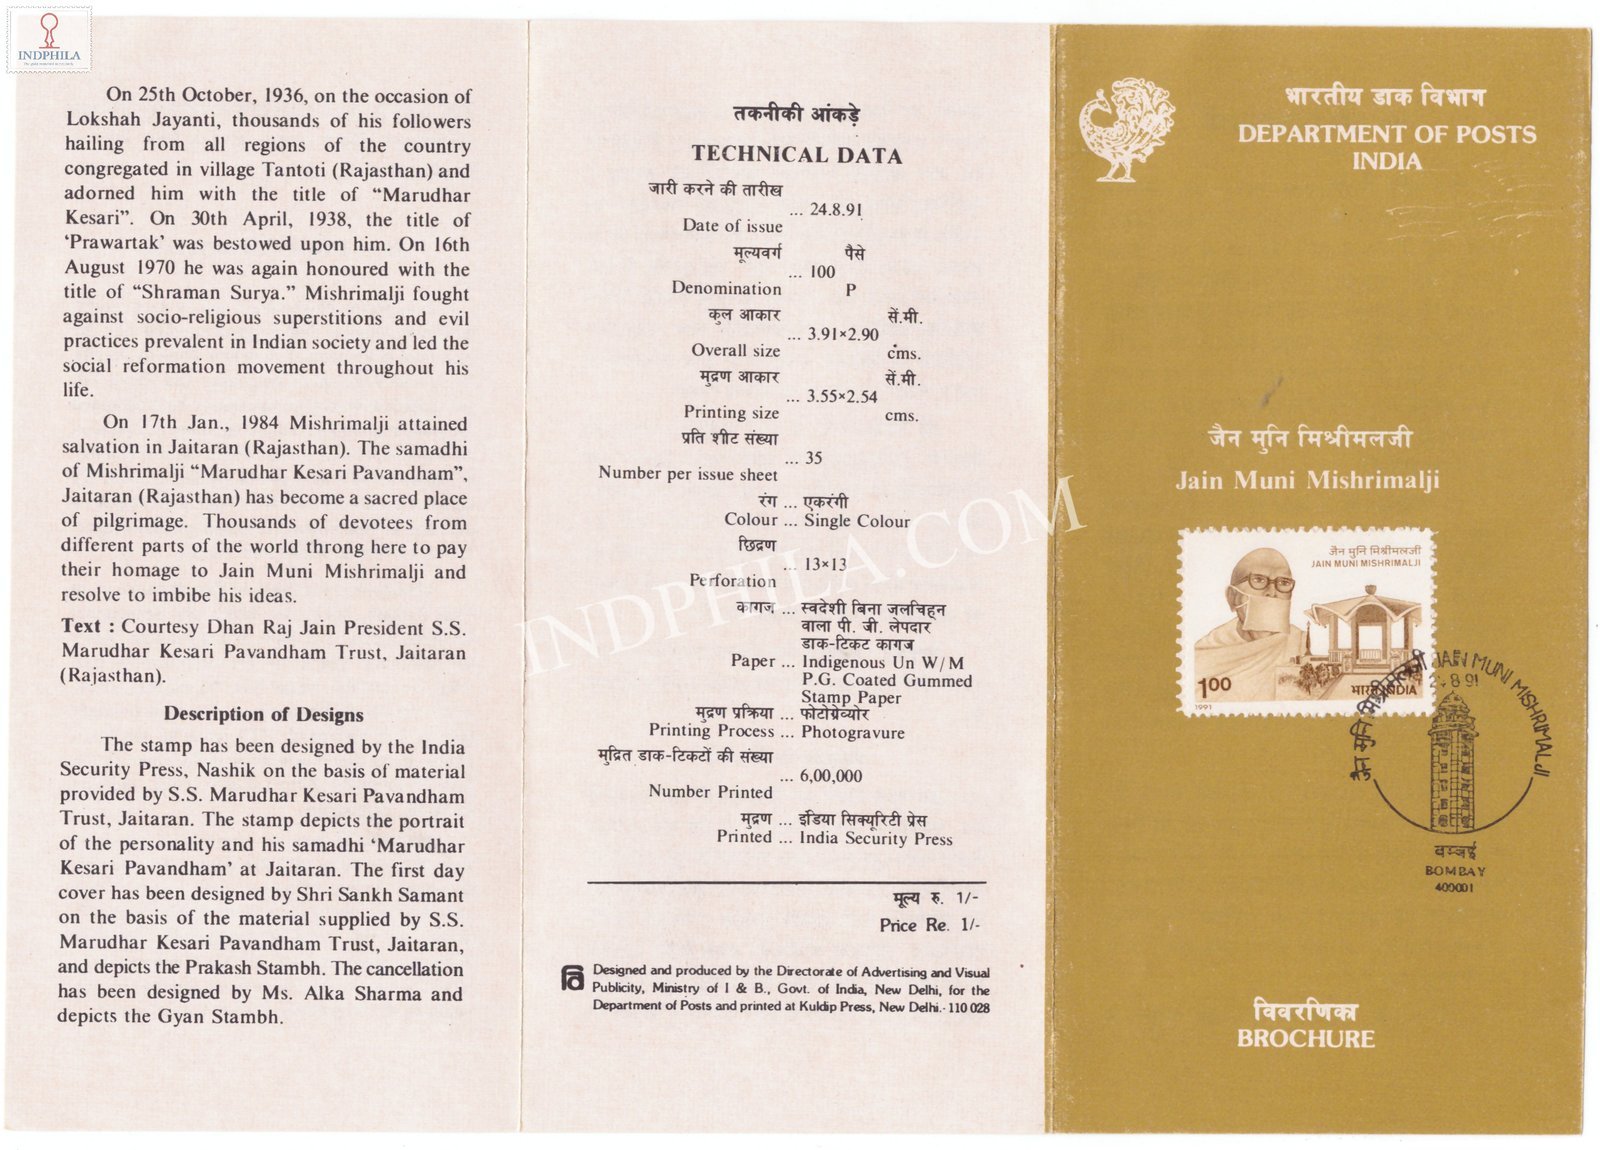 INDPHILA
On 25th October, 1936, on the occasion of
Lokshah Jayanti, thousands of his followers
hailing from all regions of the country
congregated in village Tantoti (Rajasthan) and
adorned him with the title of “Marudhar
Kesari”. On 30th April, 1938, the title of
‘Prawartak’ was bestowed upon him. On 16th
August 1970 he was again honoured with the
title of “Shraman Surya.” Mishrimalji fought
against socio-religious superstitions and evil
practices prevalent in Indian society and led the
social reformation movement throughout his
life.
On 17th Jan., 1984 Mishrimalji attained
salvation in Jaitaran (Rajasthan). The samadhi
of Mishrimalji “Marudhar Kesari Pavandham”,
Jaitaran (Rajasthan) has become a sacred place
of pilgrimage. Thousands of devotees from
different parts of the world throng here to pay
their homage to Jain Muni Mishrimalji and
resolve to imbibe his ideas.
Text : Courtesy Dhan Raj Jain President S.S.
Marudhar Kesari Pavandham Trust, Jaitaran
(Rajasthan).
Description of Designs
The stamp has been designed by the India
Security Press, Nashik on the basis of material
provided by S.S. Marudhar Kesari Pavandham
Trust, Jaitaran. The stamp depicts the portrait
of the personality and his samadhi ‘Marudhar
Kesari Pavandham’ at Jaitaran. The first day
cover has been designed by Shri Sankh Samant
on the basis of the material supplied by S.S.
Marudhar Kesari Pavandham Trust, Jaitaran,
and depicts the Prakash Stambh. The cancellation
has been designed by Ms. Alka Sharma and
depicts the Gyan Stambh.
तकनीकी आंकड़े
TECHNICAL DATA
जारी करने की तारीख
... 24.8.91
Date of issue
मूल्यवर्ग पैसे
... 100
Denomination P
कुल आकार सें.मी.
... 3.91×2.90
Overall size cms.
मुद्रण आकार सें.मी.
... 3.55×2.54
Printing size cms.
प्रति शीट संख्या
... 35
Number per issue sheet
रंग ... एकरंगी
Colour ... Single Colour
छिद्रण
... 13×13
Perforation
कागज ... स्वदेशी बिना जलचिह्न
वाला पी. जी. लेपदार
डाक-टिकट कागज
Paper ... Indigenous Un W/M
P.G. Coated Gummed
Stamp Paper
मुद्रण प्रक्रिया ... फोटोग्रेव्योर
Printing Process ... Photogravure
मुद्रित डाक-टिकटों की संख्या
... 6,00,000
Number Printed
मुद्रण ... इंडिया सिक्यूरिटी प्रेस
Printed ... India Security Press
मूल्य रु. 1/-
Price Re. 1/-
Designed and produced by the Directorate of Advertising and Visual
Publicity, Ministry of I & B., Govt. of India, New Delhi, for the
Department of Posts and printed at Kuldip Press, New Delhi.- 110 028
INDPHILA.COM
भारतीय डाक विभाग
DEPARTMENT OF POSTS
INDIA
जैन मुनि मिश्रीमलजी
Jain Muni Mishrimalji
जैन मुनि मिश्रीमलजी
JAIN MUNI MISHRIMALJI
100
भारत INDIA
1991
जैन मुनि मिश्रीमलजी JAIN MUNI MISHRIMALJI
8 91
बम्बई
BOMBAY
400001
विवरणिका
BROCHURE